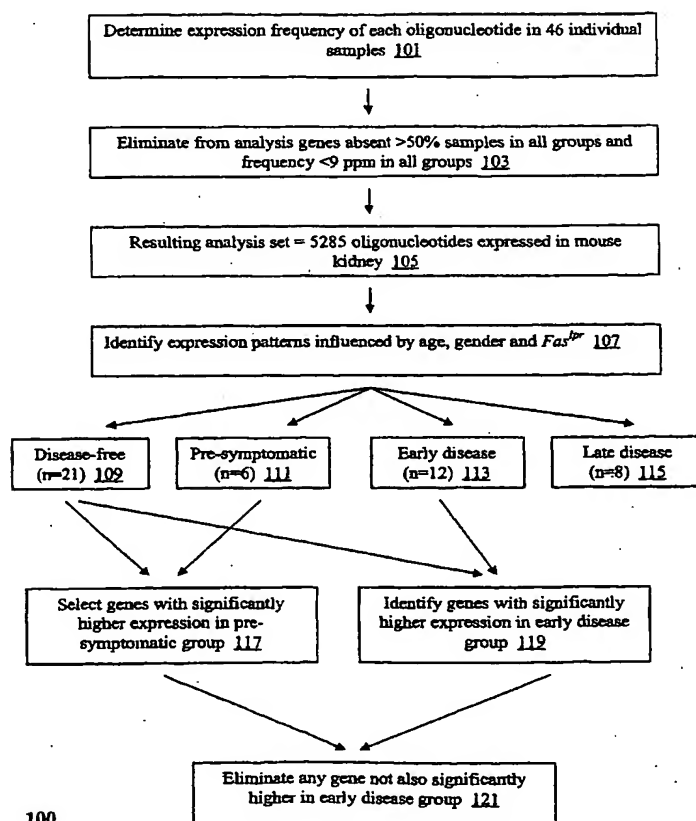 Determine expression frequency of each oligonucleotide in 46 individual
samples 101
Eliminate from analysis genes absent >50% samples in all groups and
frequency <9 ppm in all groups 103
Resulting analysis set = 5285 oligonucleotides expressed in mouse
kidney 105
Identify expression patterns influenced by age, gender and Fas^lpr 107
Disease-free
(n=21) 109
Pre-symptomatic
(n=6) 111
Early disease
(n=12) 113
Late disease
(n=8) 115
Select genes with significantly
higher expression in pre-
symptomatic group 117
Identify genes with significantly
higher expression in early disease
group 119
Eliminate any gene not also significantly
higher in early disease group 121
100